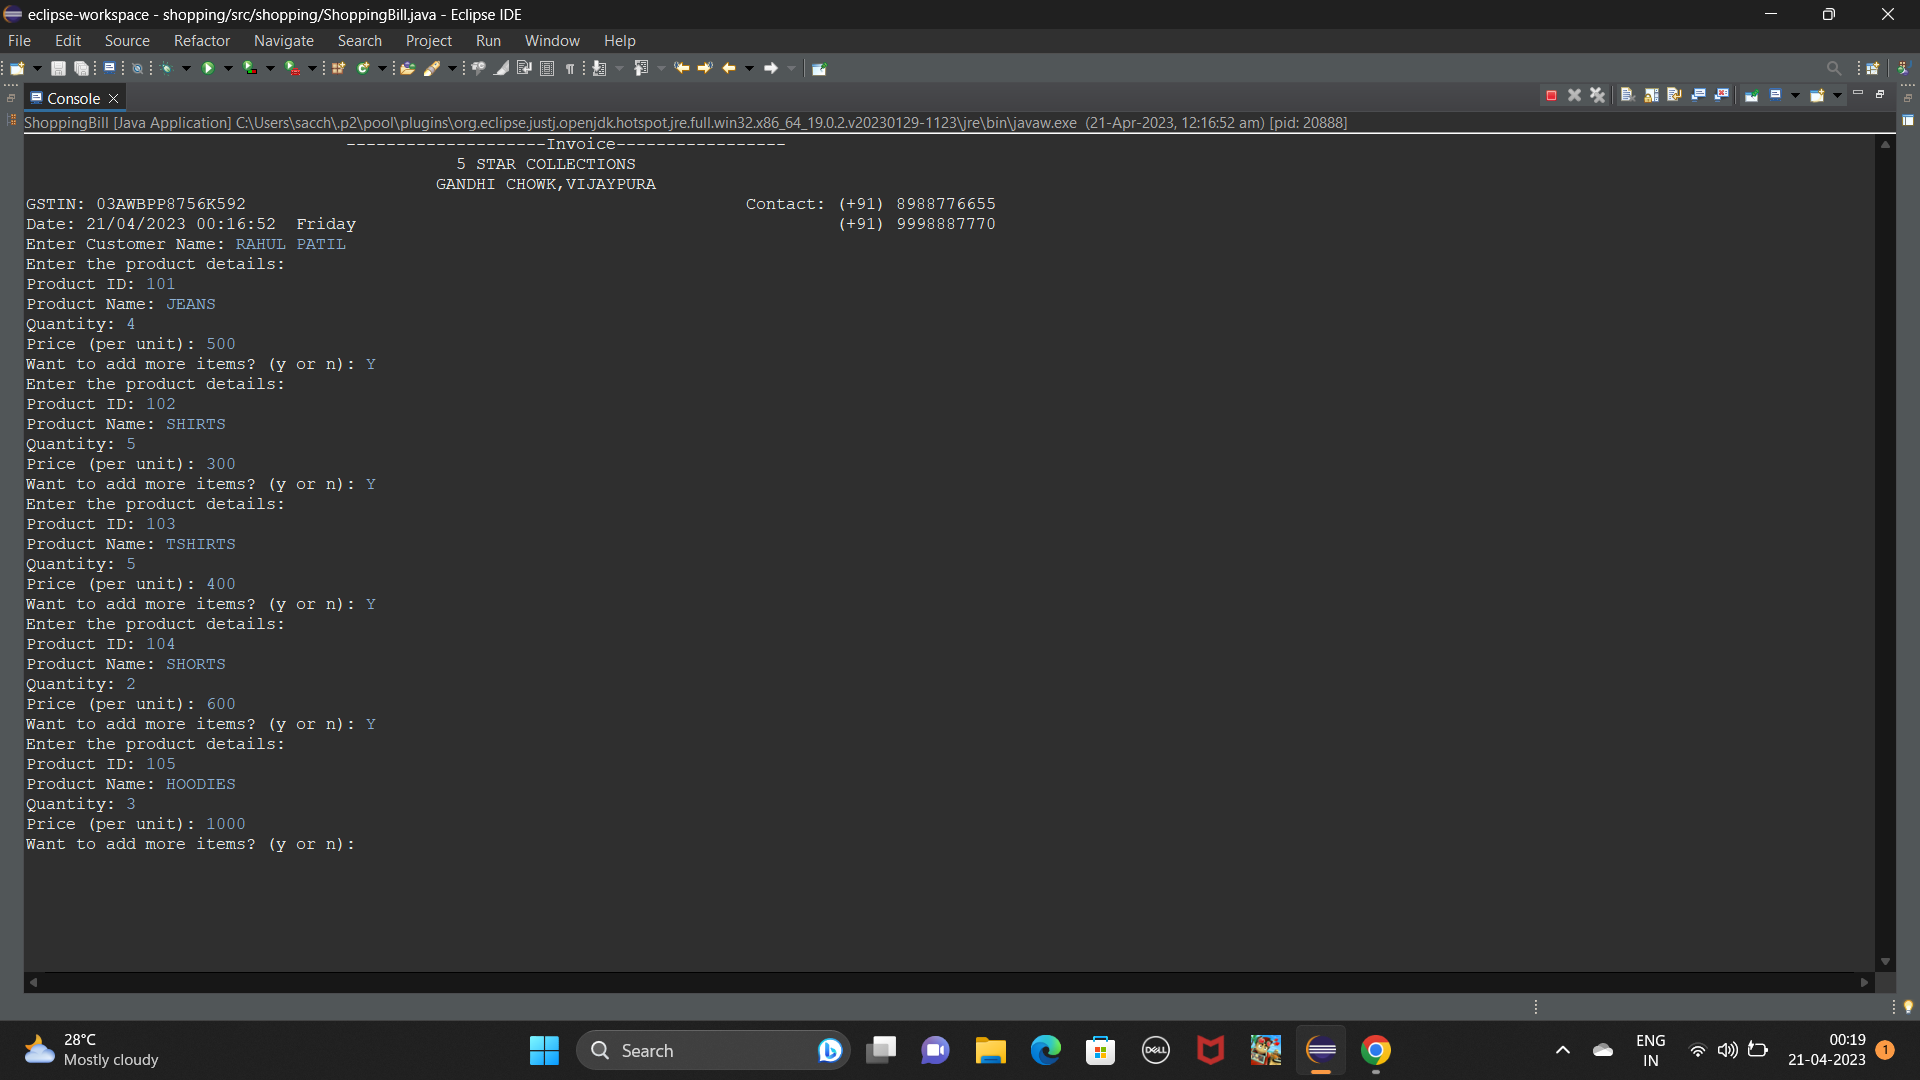 eclipse-workspace - shopping/src/shopping/ShoppingBill.java - Eclipse IDE
File Edit Source Refactor Navigate Search Project Run Window Help
Console
ShoppingBill [Java Application] C:\Users\sacch\.p2\pool\plugins\org.eclipse.justj.openjdk.hotspot.jre.full.win32.x86_64_19.0.2.v20230129-1123\jre\bin\javaw.exe (21-Apr-2023, 12:16:52 am) [pid: 20888]
--------------------Invoice-----------------
5 STAR COLLECTIONS
GANDHI CHOWK,VIJAYPURA
GSTIN: 03AWBPP8756K592 Contact: (+91) 8988776655
Date: 21/04/2023 00:16:52 Friday (+91) 9998887770
Enter Customer Name: RAHUL PATIL
Enter the product details:
Product ID: 101
Product Name: JEANS
Quantity: 4
Price (per unit): 500
Want to add more items? (y or n): Y
Enter the product details:
Product ID: 102
Product Name: SHIRTS
Quantity: 5
Price (per unit): 300
Want to add more items? (y or n): Y
Enter the product details:
Product ID: 103
Product Name: TSHIRTS
Quantity: 5
Price (per unit): 400
Want to add more items? (y or n): Y
Enter the product details:
Product ID: 104
Product Name: SHORTS
Quantity: 2
Price (per unit): 600
Want to add more items? (y or n): Y
Enter the product details:
Product ID: 105
Product Name: HOODIES
Quantity: 3
Price (per unit): 1000
Want to add more items? (y or n):
28°C
Mostly cloudy
Search
DELL
ENG
IN
00:19
21-04-2023
1